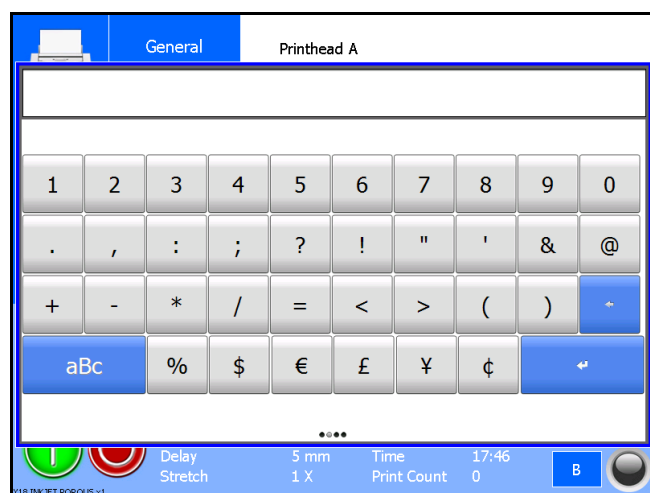 General Printhead A
1 2 3 4 5 6 7 8 9 0
. , : ; ? ! " ' & @
+ - * / = < > ( )
aBc % $ € £ ¥ ¢
Delay 5 mm Time 17:46
Stretch 1 X Print Count 0
B